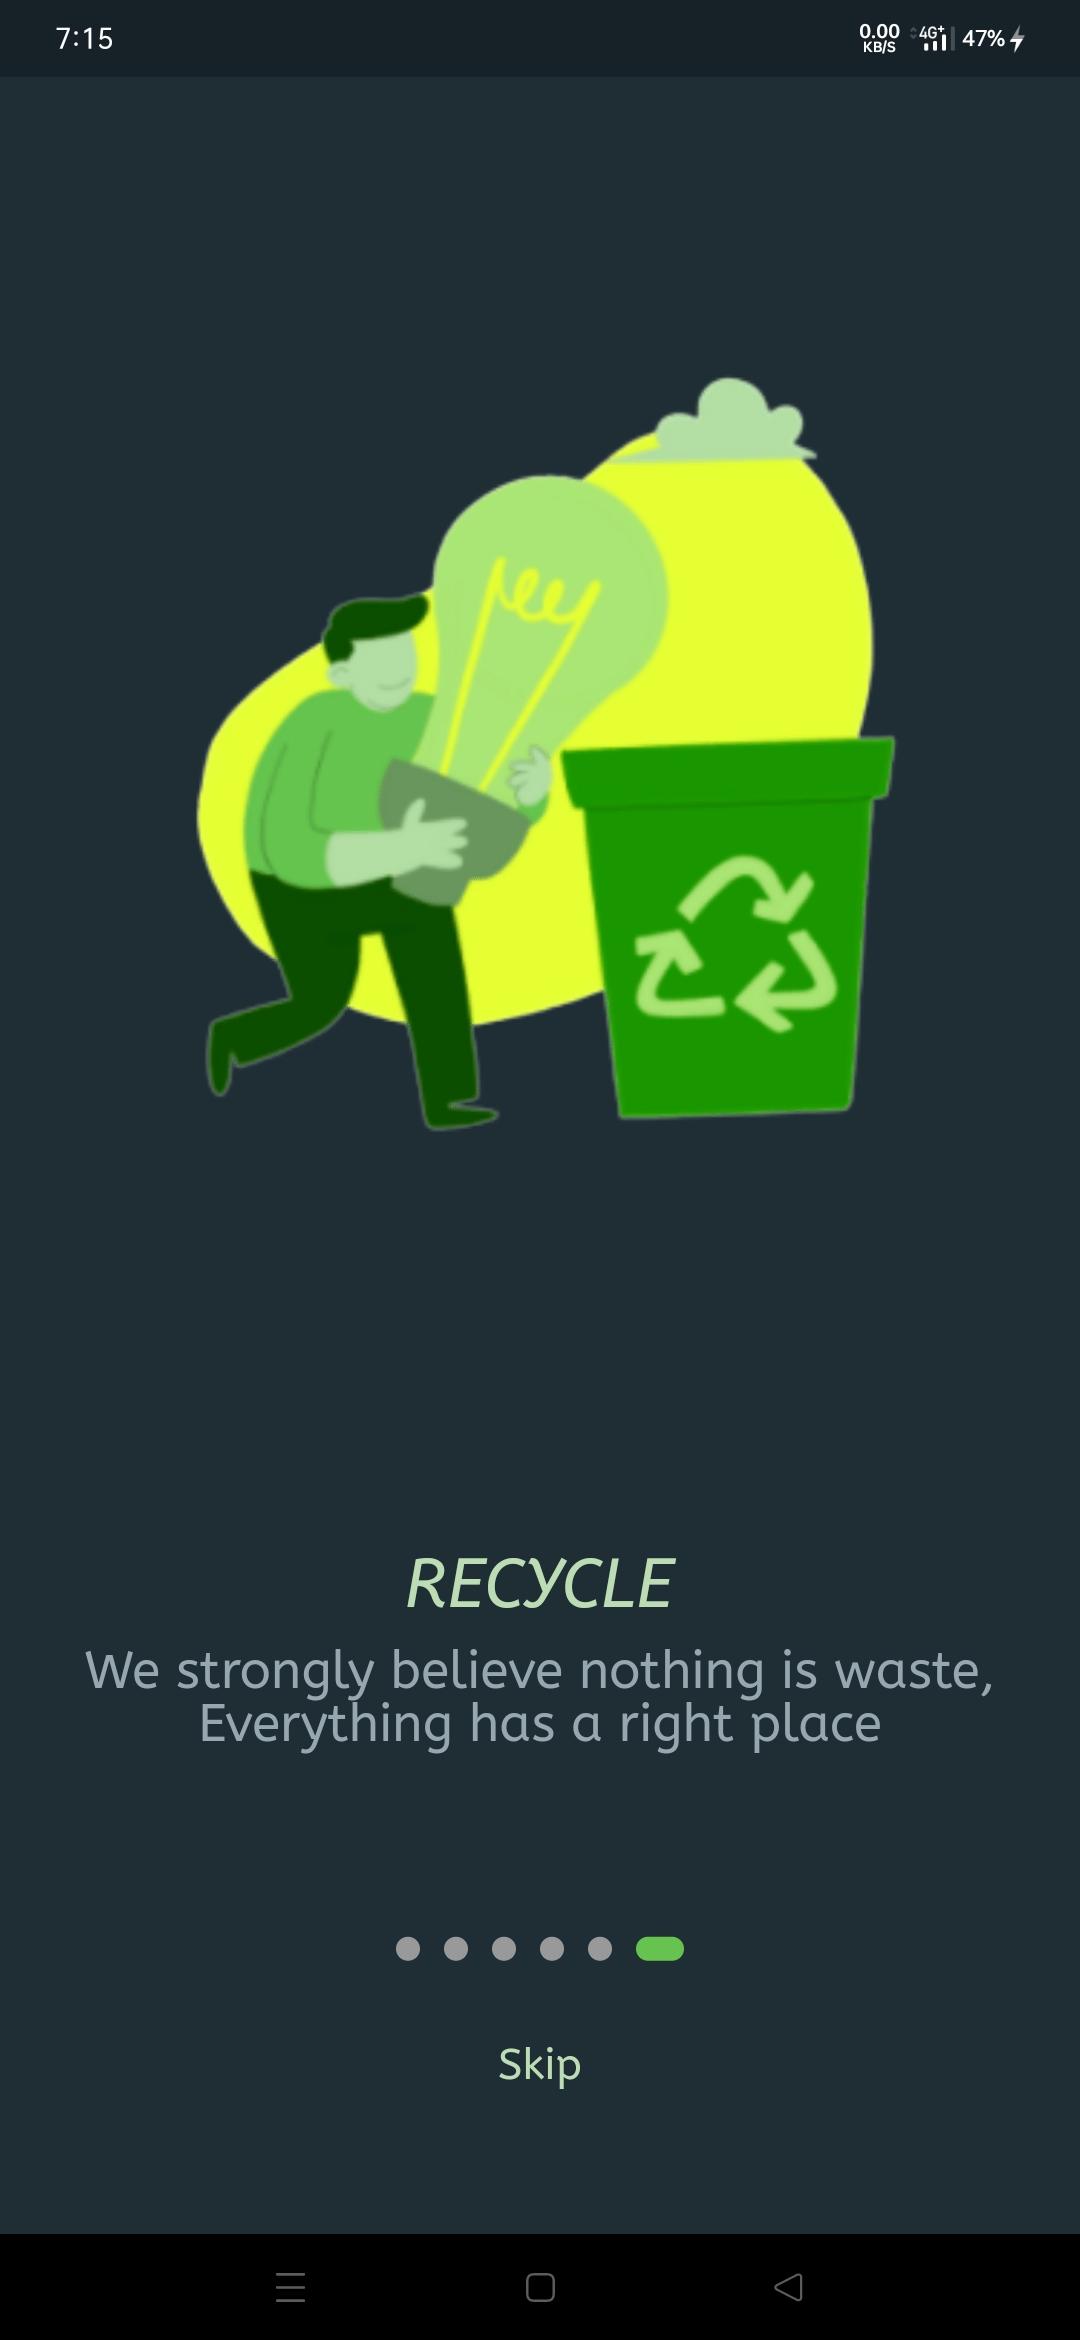 7:15
0.00
KB/S
4G+
47%
RECYCLE
We strongly believe nothing is waste,
Everything has a right place
Skip